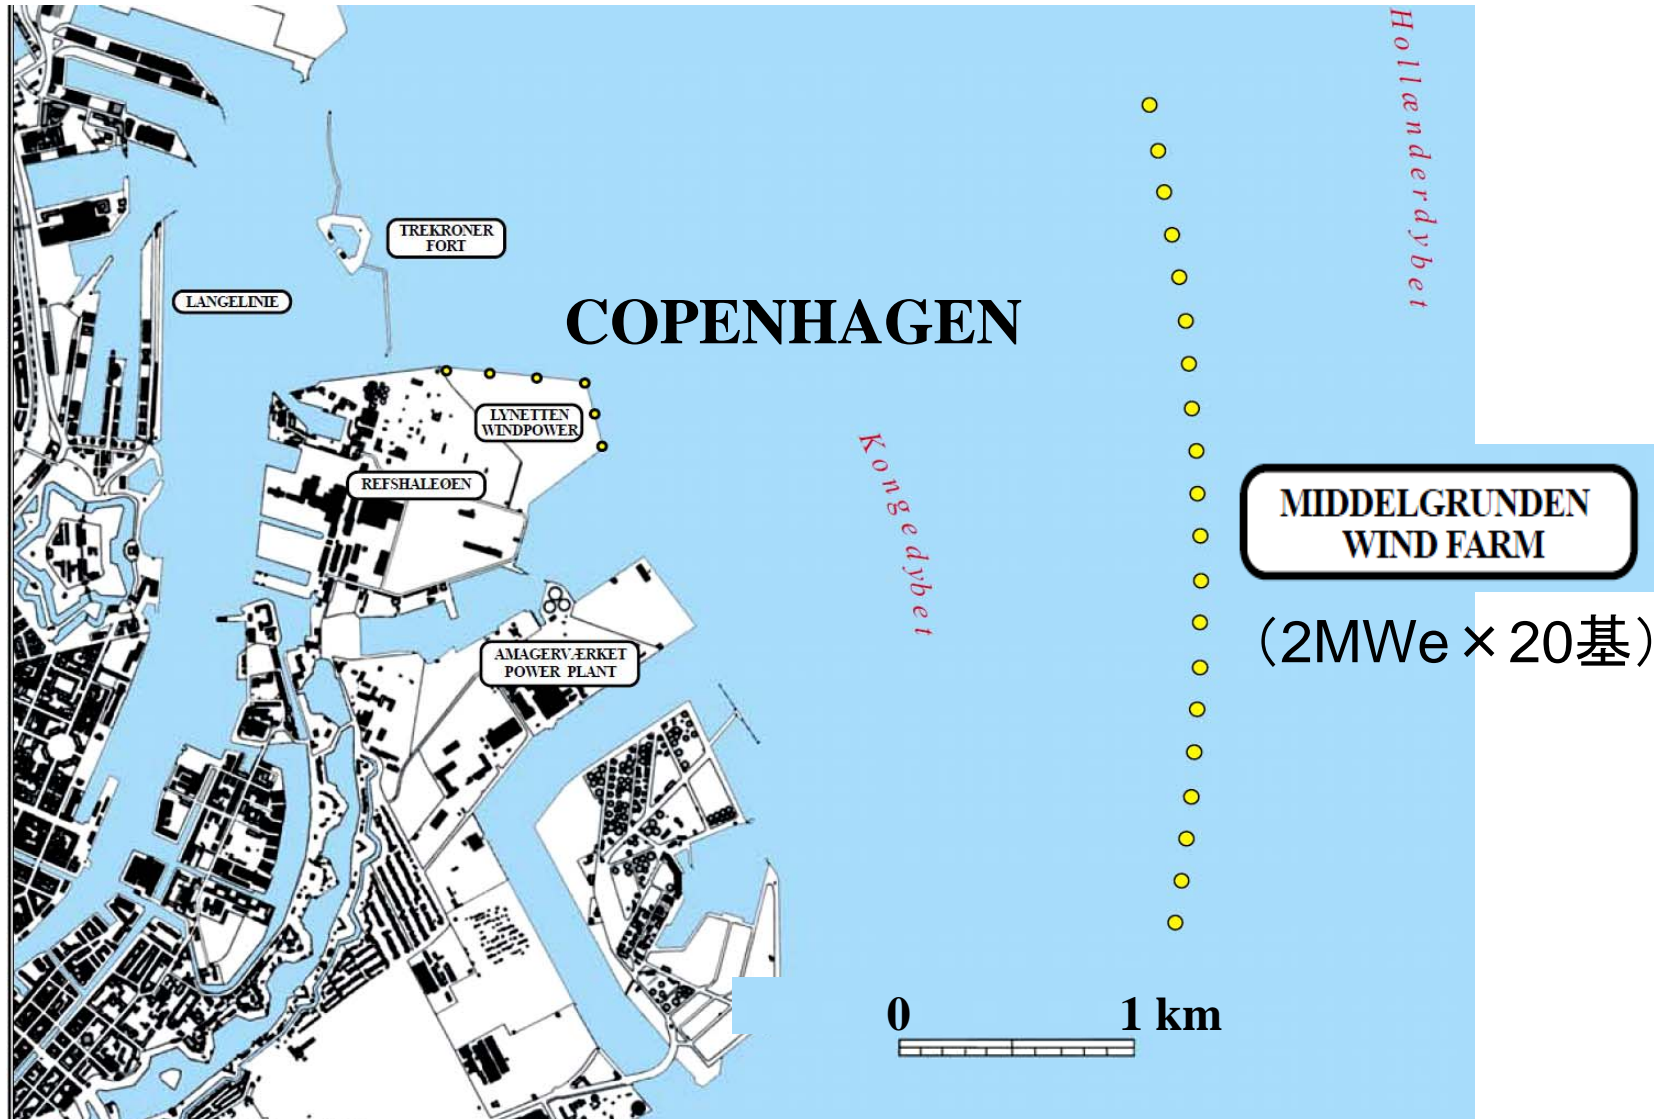 Hollænderdybet
TREKRONER
FORT
LANGELINIE
COPENHAGEN
LYNETTEN
WINDPOWER
Kongedybet
REFSHALEØEN
MIDDELGRUNDEN
WIND FARM
（2MWe×20基）
AMAGERVÆRKET
POWER PLANT
0 1 km